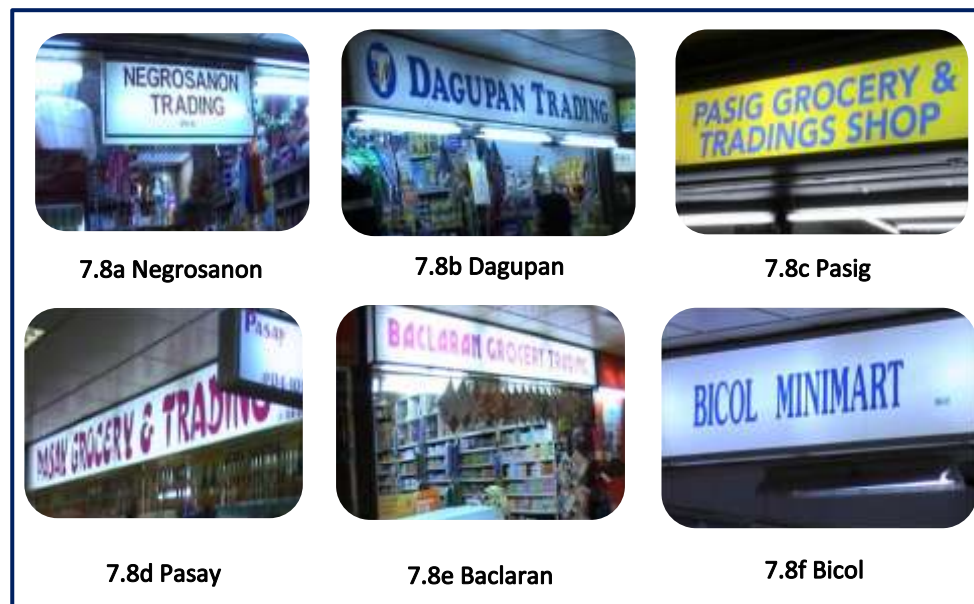 NEGROSANON
TRADING
DAGUPAN TRADING
PASIG GROCERY &
TRADINGS SHOP
7.8a Negrosanon
7.8b Dagupan
7.8c Pasig
PASAY GROCERY & TRADING
PASAY
BACLARAN GROCERY TRADING
BICOL MINIMART
7.8d Pasay
7.8e Baclaran
7.8f Bicol